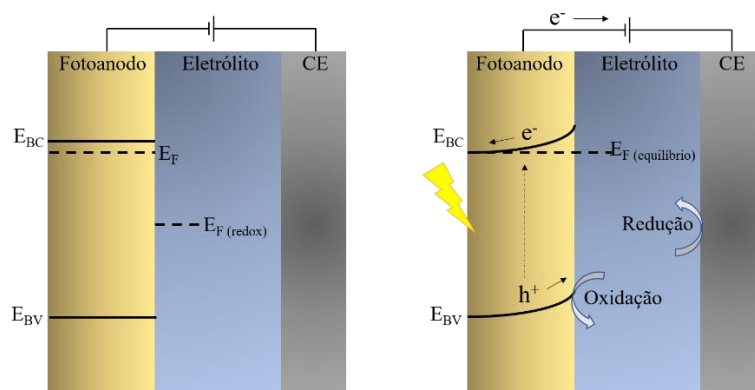 Fotoanodo Eletrólito CE
E_BC
E_F
E_F (redox)
E_BV
e⁻
Fotoanodo Eletrólito CE
E_BC
e⁻
E_F (equilíbrio)
Redução
h⁺
Oxidação
E_BV